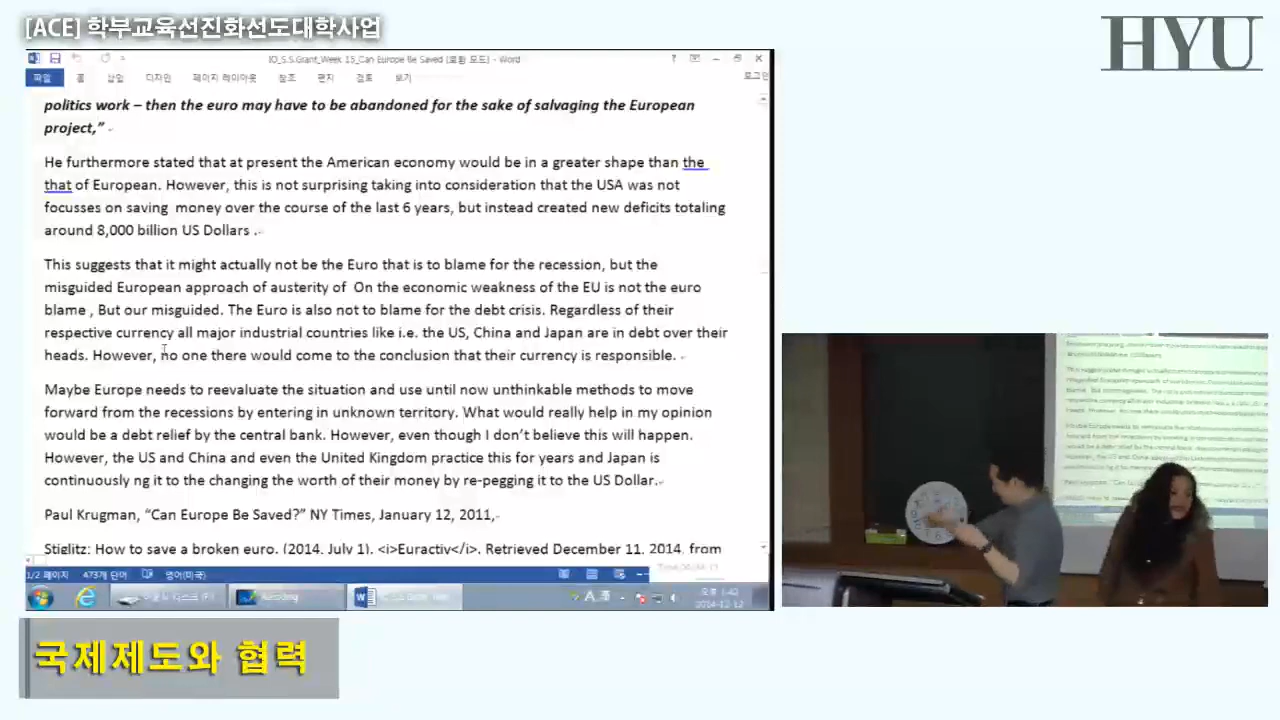 [ACE] 학부교육선진화선도대학사업
HYU
IO_S.S.Grant_Week 15_Can Europe Be Saved [호환 모드] - Word
파일 홈 삽입 디자인 페이지 레이아웃 참조 편지 검토 보기 로그인
politics work – then the euro may have to be abandoned for the sake of salvaging the European
project,”
He furthermore stated that at present the American economy would be in a greater shape than the
that of European. However, this is not surprising taking into consideration that the USA was not
focusses on saving money over the course of the last 6 years, but instead created new deficits totaling
around 8,000 billion US Dollars .
This suggests that it might actually not be the Euro that is to blame for the recession, but the
misguided European approach of austerity of On the economic weakness of the EU is not the euro
blame , But our misguided. The Euro is also not to blame for the debt crisis. Regardless of their
respective currency all major industrial countries like i.e. the US, China and Japan are in debt over their
heads. However, no one there would come to the conclusion that their currency is responsible.
Maybe Europe needs to reevaluate the situation and use until now unthinkable methods to move
forward from the recessions by entering in unknown territory. What would really help in my opinion
would be a debt relief by the central bank. However, even though I don’t believe this will happen.
However, the US and China and even the United Kingdom practice this for years and Japan is
continuously ng it to the changing the worth of their money by re-pegging it to the US Dollar.
Paul Krugman, “Can Europe Be Saved?” NY Times, January 12, 2011,
Stiglitz: How to save a broken euro. (2014, July 1). <i>Euractiv</i>. Retrieved December 11, 2014, from
1/2 페이지 473개 단어 영어(미국)
오후 1:42
2014-12-12
국제제도와 협력